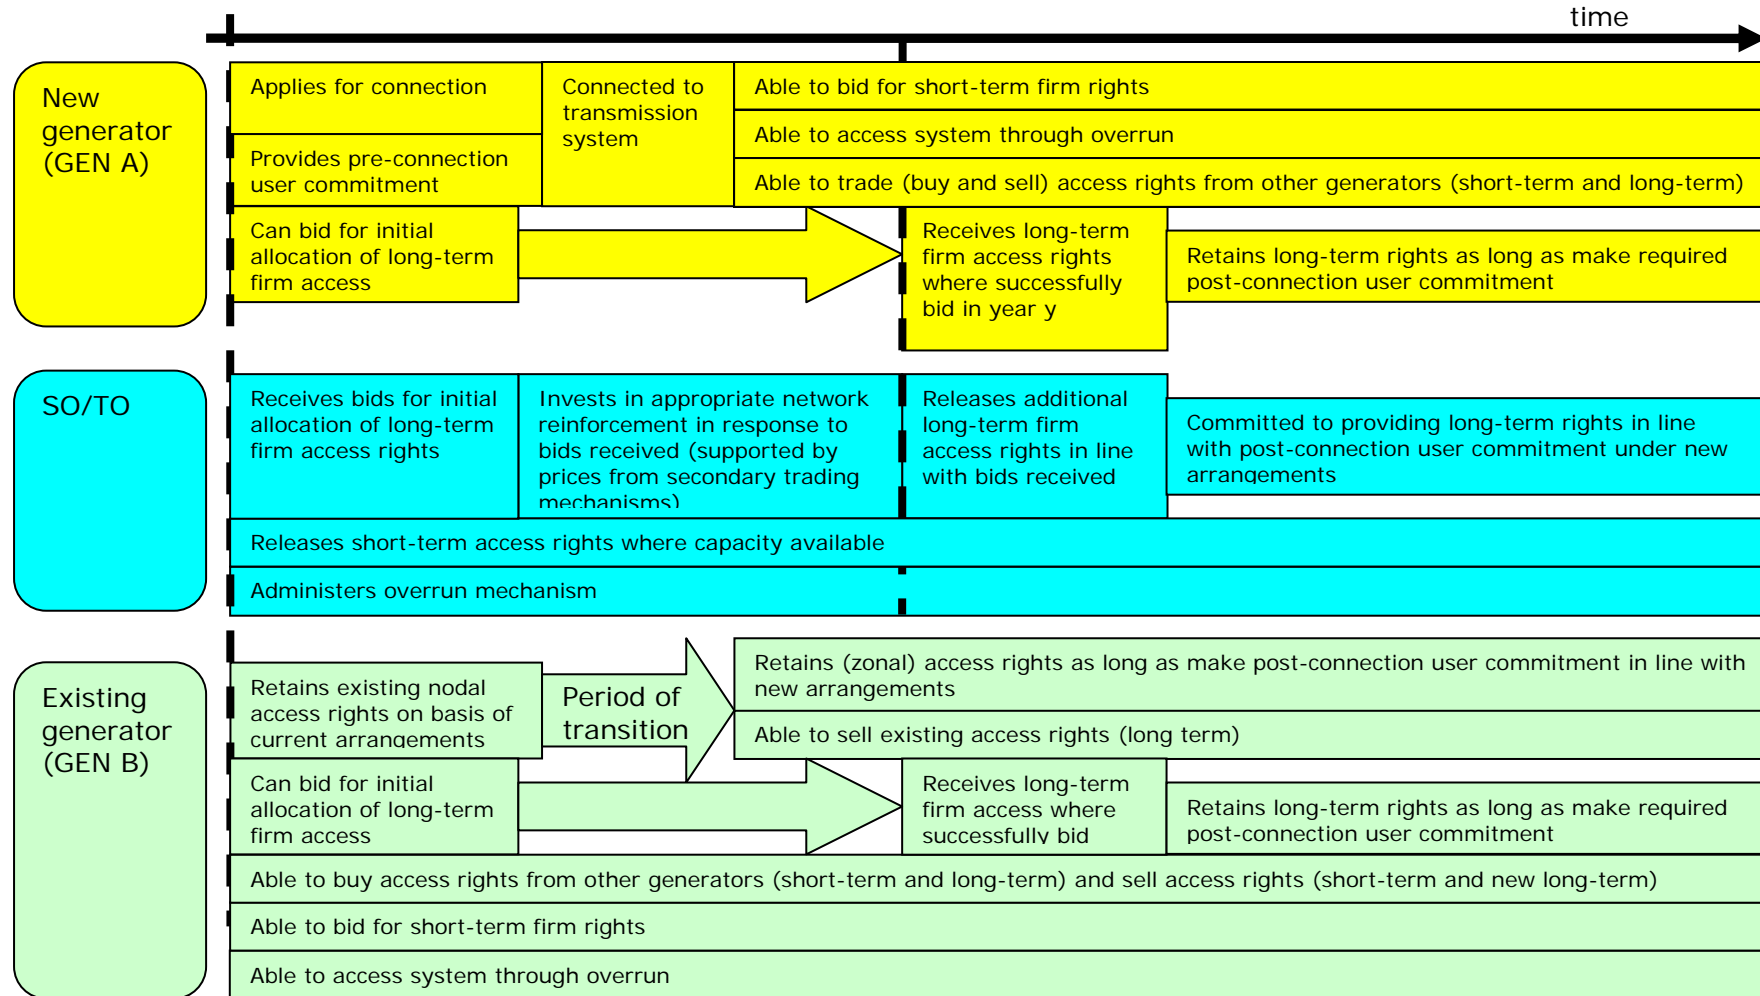 time
New
generator
(GEN A)
Applies for connection
Provides pre-connection
user commitment
Connected to
transmission
system
Able to bid for short-term firm rights
Able to access system through overrun
Able to trade (buy and sell) access rights from other generators (short-term and long-term)
Can bid for initial
allocation of long-term
firm access
Receives long-term
firm access rights
where successfully
bid in year y
Retains long-term rights as long as make required
post-connection user commitment
SO/TO
Receives bids for initial
allocation of long-term
firm access rights
Invests in appropriate network
reinforcement in response to
bids received (supported by
prices from secondary trading
mechanisms)
Releases additional
long-term firm
access rights in line
with bids received
Committed to providing long-term rights in line
with post-connection user commitment under new
arrangements
Releases short-term access rights where capacity available
Administers overrun mechanism
Existing
generator
(GEN B)
Retains existing nodal
access rights on basis of
current arrangements
Period of
transition
Retains (zonal) access rights as long as make post-connection user commitment in line with
new arrangements
Able to sell existing access rights (long term)
Can bid for initial
allocation of long-term
firm access
Receives long-term
firm access where
successfully bid
Retains long-term rights as long as make required
post-connection user commitment
Able to buy access rights from other generators (short-term and long-term) and sell access rights (short-term and new long-term)
Able to bid for short-term firm rights
Able to access system through overrun